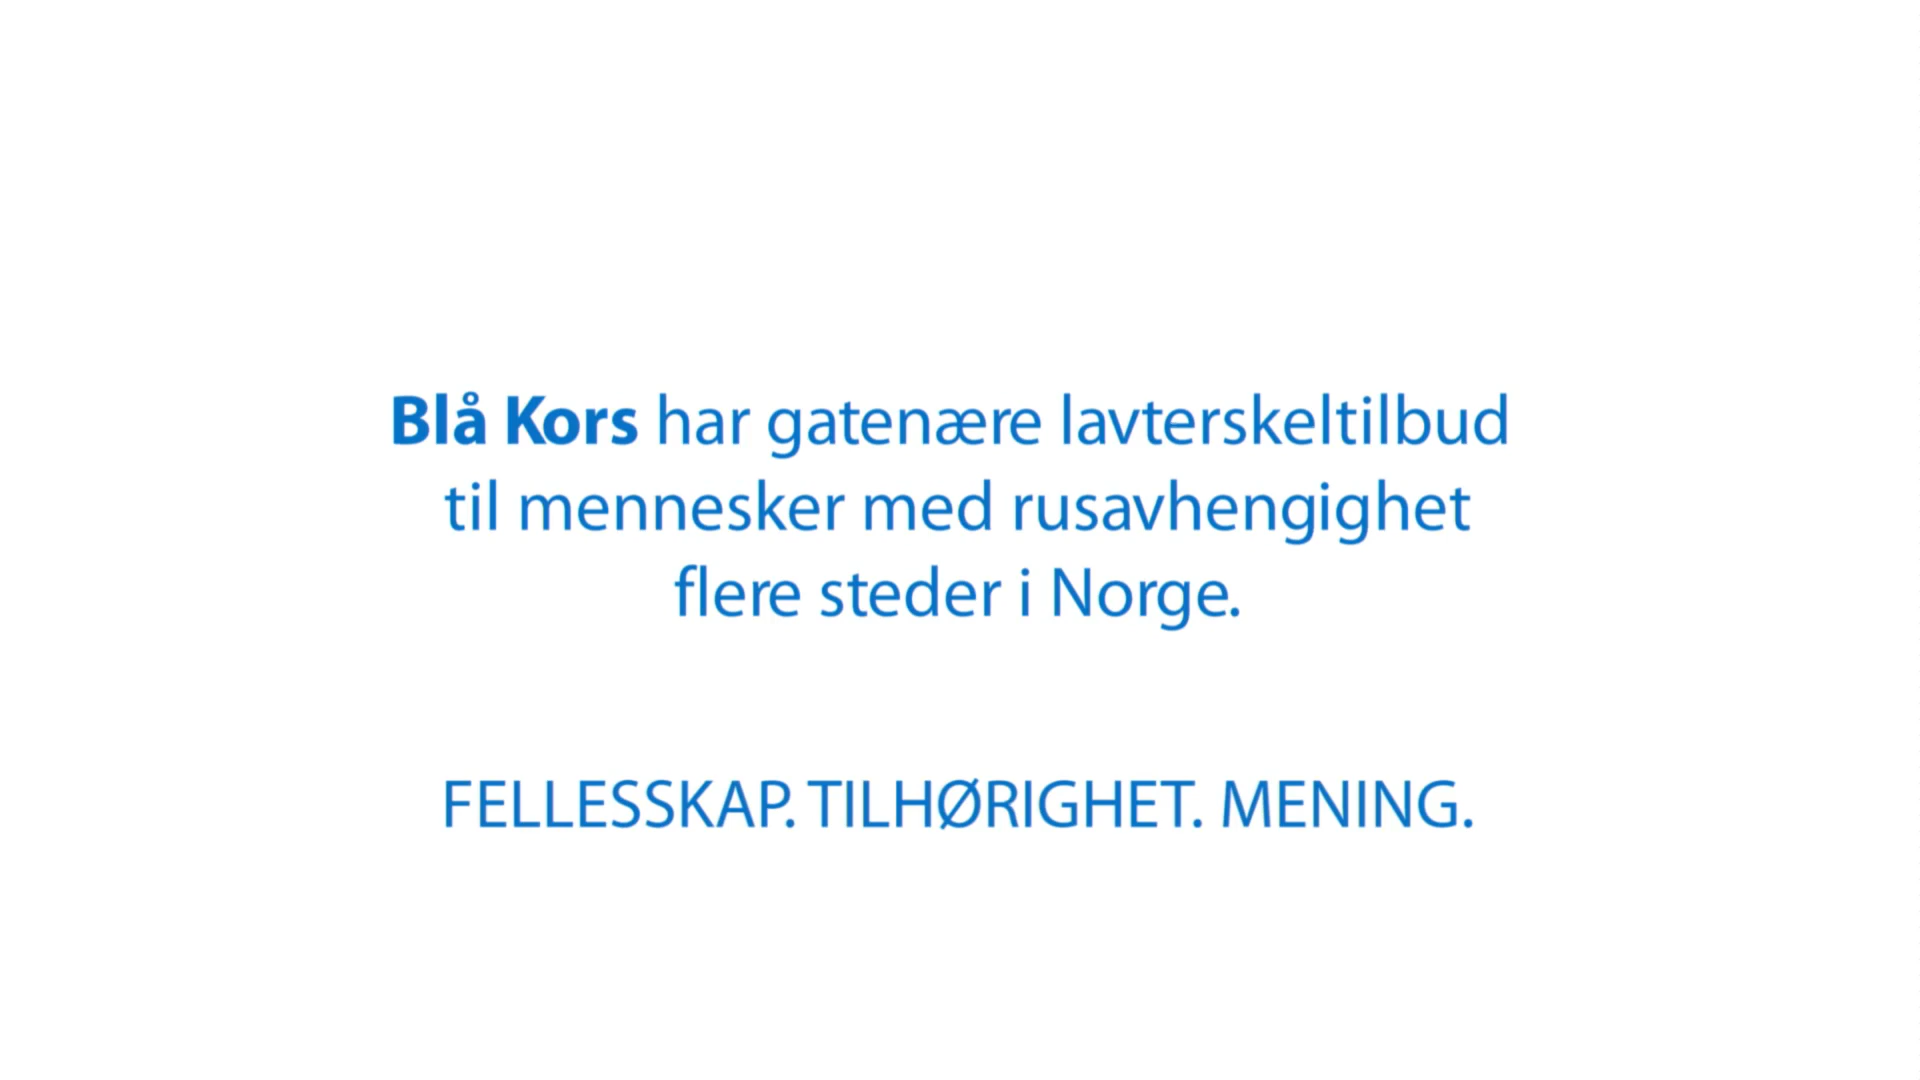 Blå Kors har gatenære lavterskeltilbud
til mennesker med rusavhengighet
flere steder i Norge.
FELLESSKAP. TILHØRIGHET. MENING.